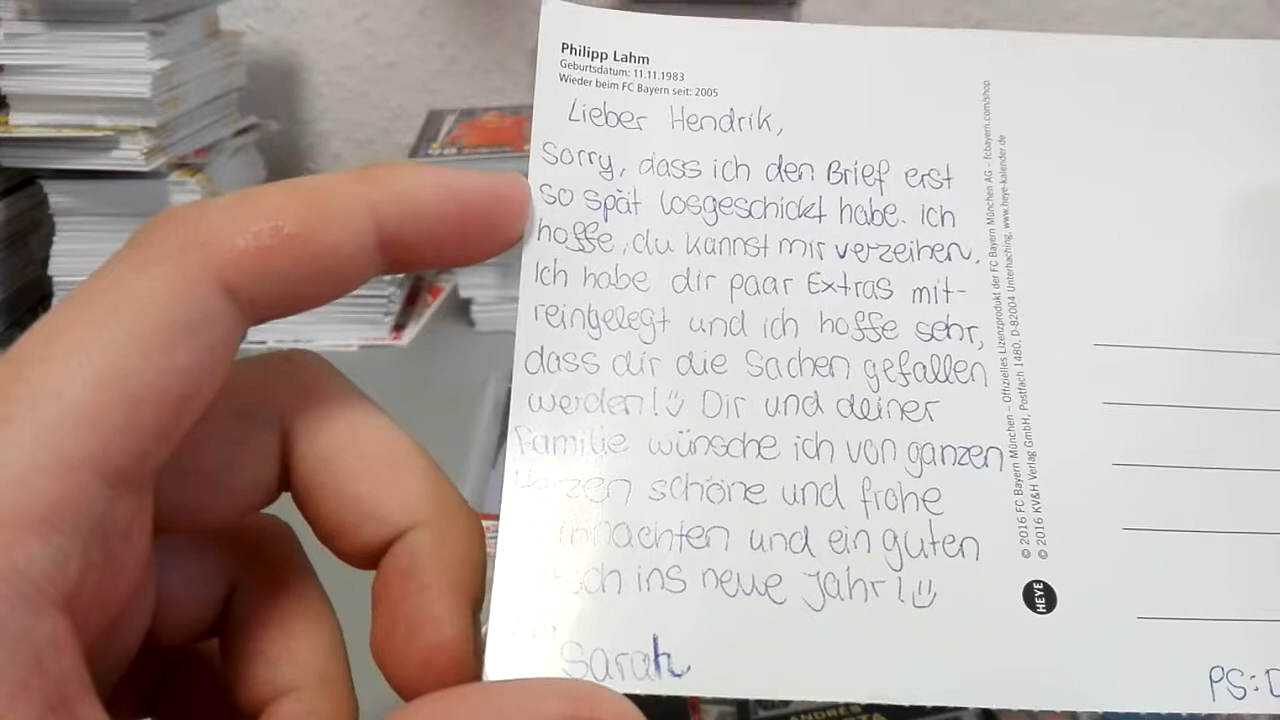 Philipp Lahm
Geburtsdatum: 11.11.1983
Wieder beim FC Bayern seit: 2005
Lieber Hendrik,
Sorry, dass ich den Brief erst
so spät losgeschickt habe. Ich
hoffe, du kannst mir verzeihen.
Ich habe dir paar Extras mit-
reingelegt und ich hoffe sehr,
dass dir die Sachen gefallen
werden! Dir und deiner
Familie wünsche ich von ganzen
schöne und frohe
und ein guten
ins neue Jahr!
Sarah
© 2016 FC Bayern München – Offizielles Lizenzprodukt der FC Bayern München AG - fcbayern.com/shop
© 2016 KV&H Verlag GmbH, Postfach 1480, D-82004 Unterhaching, www.heye-kalender.de
HEYE
PS: